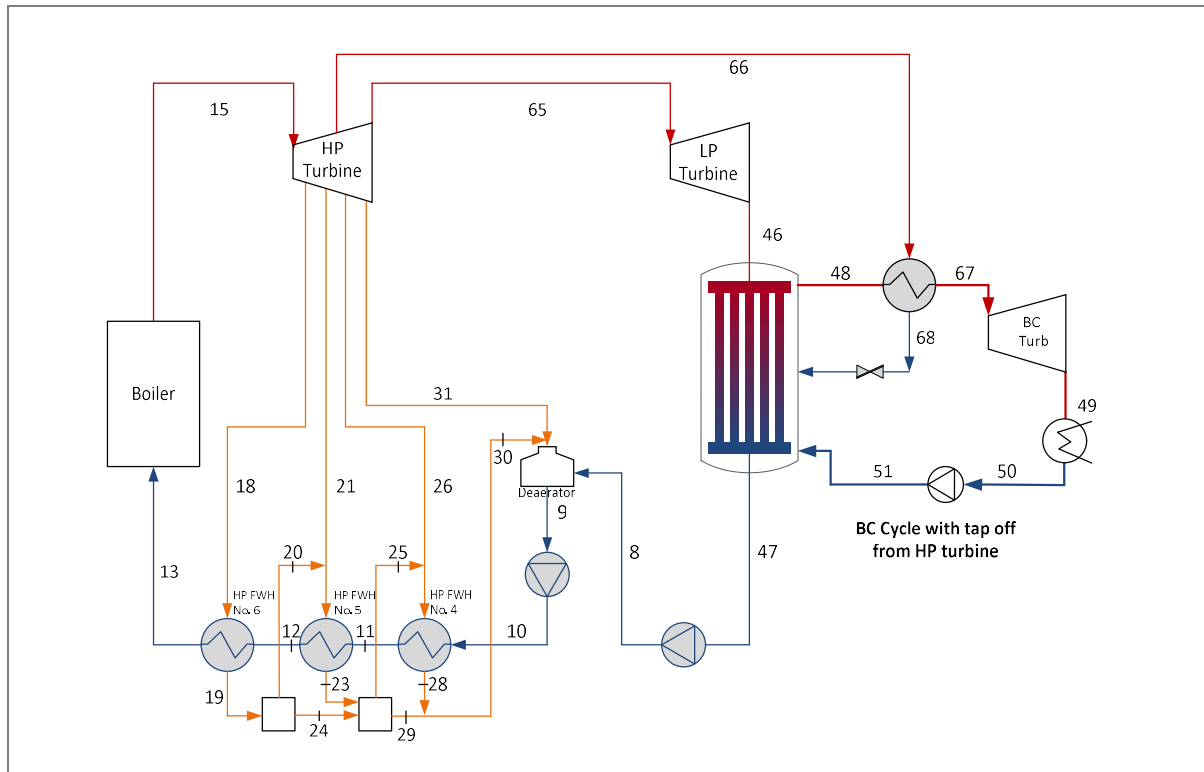 66
15
65
HP
Turbine
LP
Turbine
46
48
67
BC
Turb
68
Boiler
31
49
30
18
21
26
Deaerator
9
51
50
BC Cycle with tap off
from HP turbine
20
25
8
47
13
HP FWH
No. 6
HP FWH
No. 5
HP FWH
No. 4
12
11
10
19
23
28
24
29